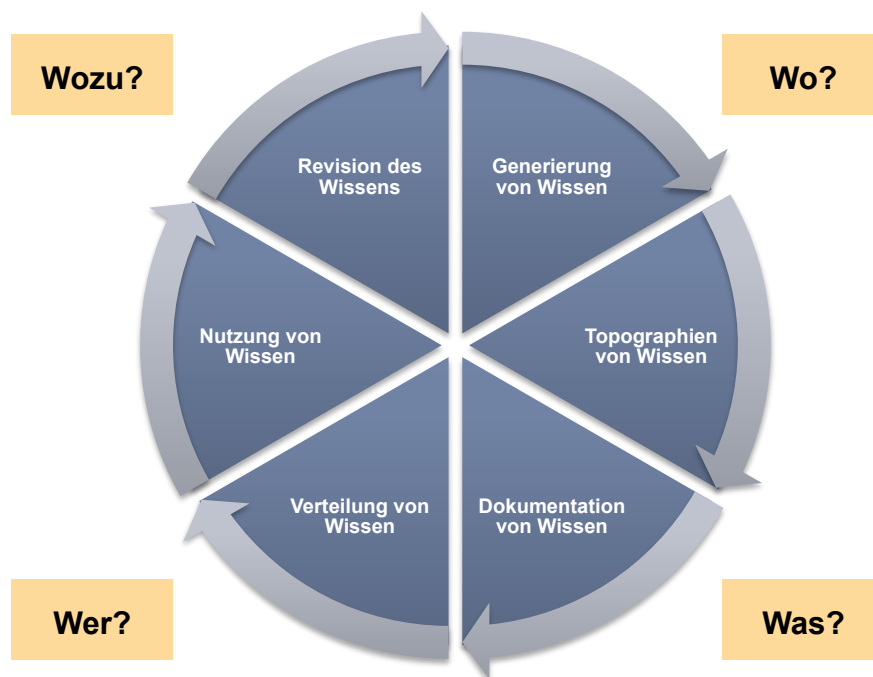 Wozu?
Wo?
Revision des
Wissens
Generierung
von Wissen
Nutzung von
Wissen
Topographien
von Wissen
Verteilung von
Wissen
Dokumentation
von Wissen
Wer?
Was?